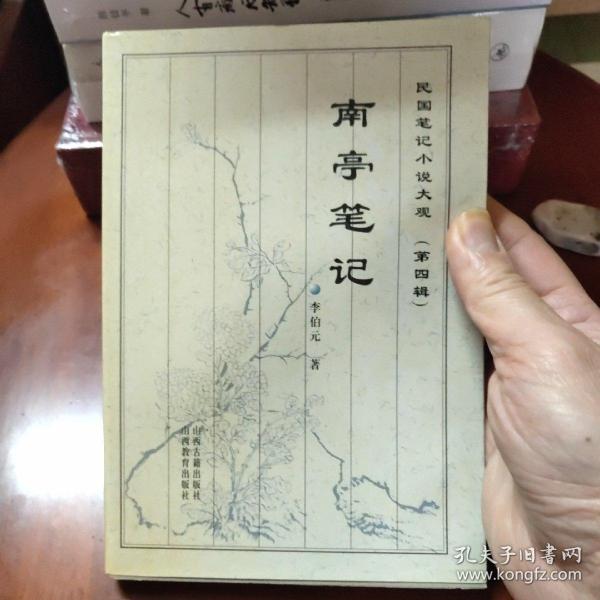 民国笔记小说大观（第四辑）
南亭笔记
李伯元 著
山西古籍出版社
山西教育出版社
孔夫子旧书网
www.kongfz.com